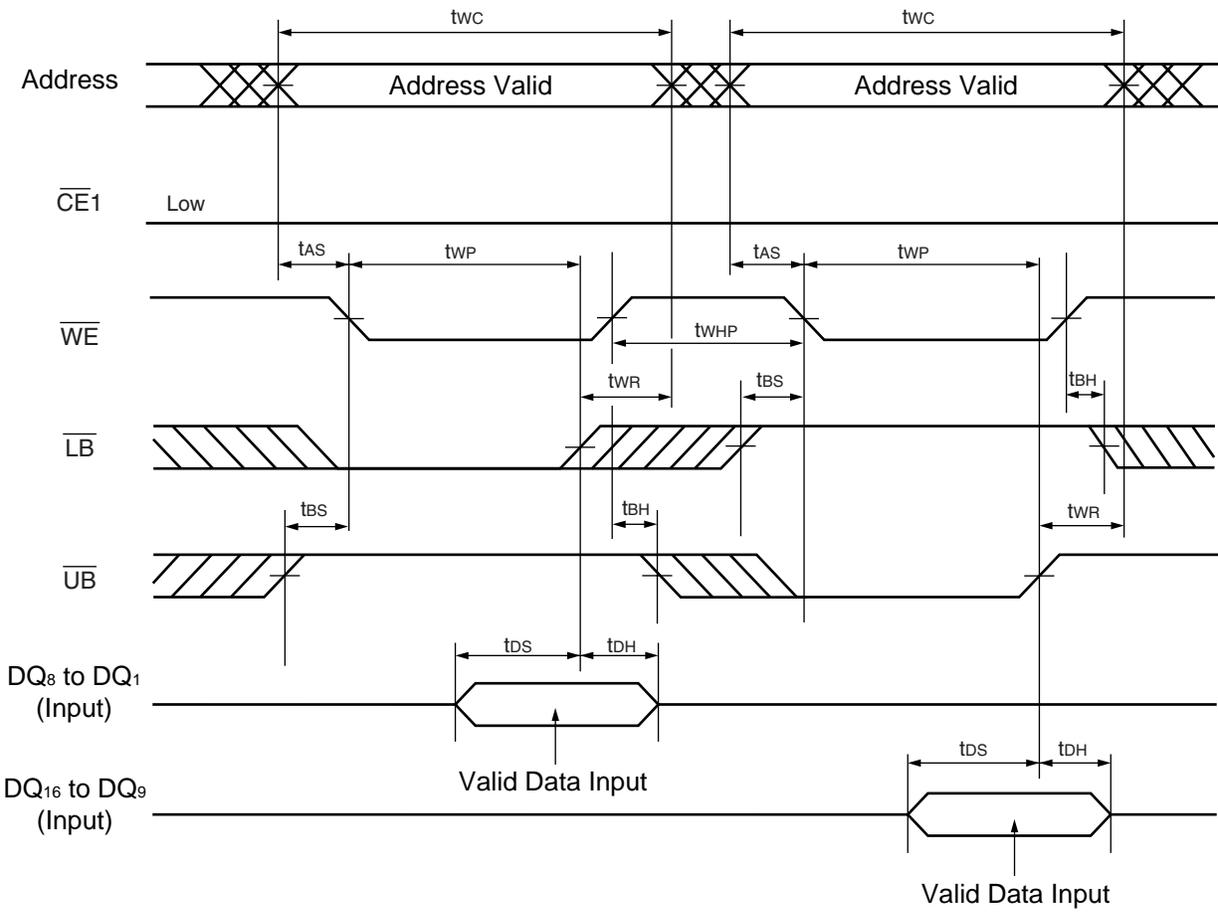 tWC tWC
Address Address Valid Address Valid
CE1 Low
tAS tWP tAS tWP
WE
tWHP
tWR tBS tBH
LB
tBS tBH tWR
UB
tDS tDH
DQ8 to DQ1
(Input)
Valid Data Input
tDS tDH
DQ16 to DQ9
(Input)
Valid Data Input